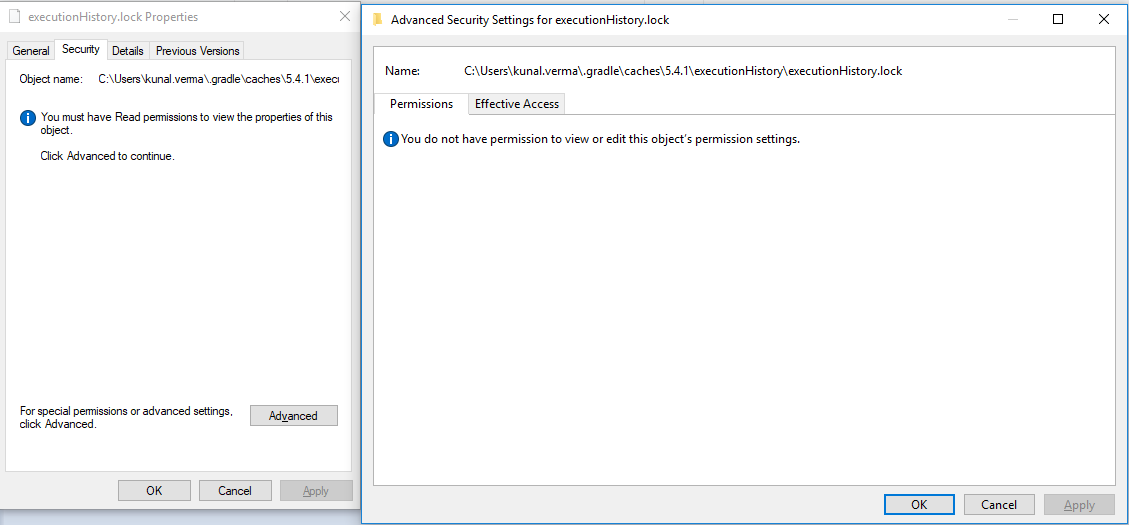 executionHistory.lock Properties
General Security Details Previous Versions
Object name: C:\Users\kunal.verma\.gradle\caches\5.4.1\exec
You must have Read permissions to view the properties of this
object.
Click Advanced to continue.
For special permissions or advanced settings,
click Advanced.
Advanced
OK Cancel Apply
Advanced Security Settings for executionHistory.lock
Name: C:\Users\kunal.verma\.gradle\caches\5.4.1\executionHistory\executionHistory.lock
Permissions Effective Access
You do not have permission to view or edit this object's permission settings.
OK Cancel Apply